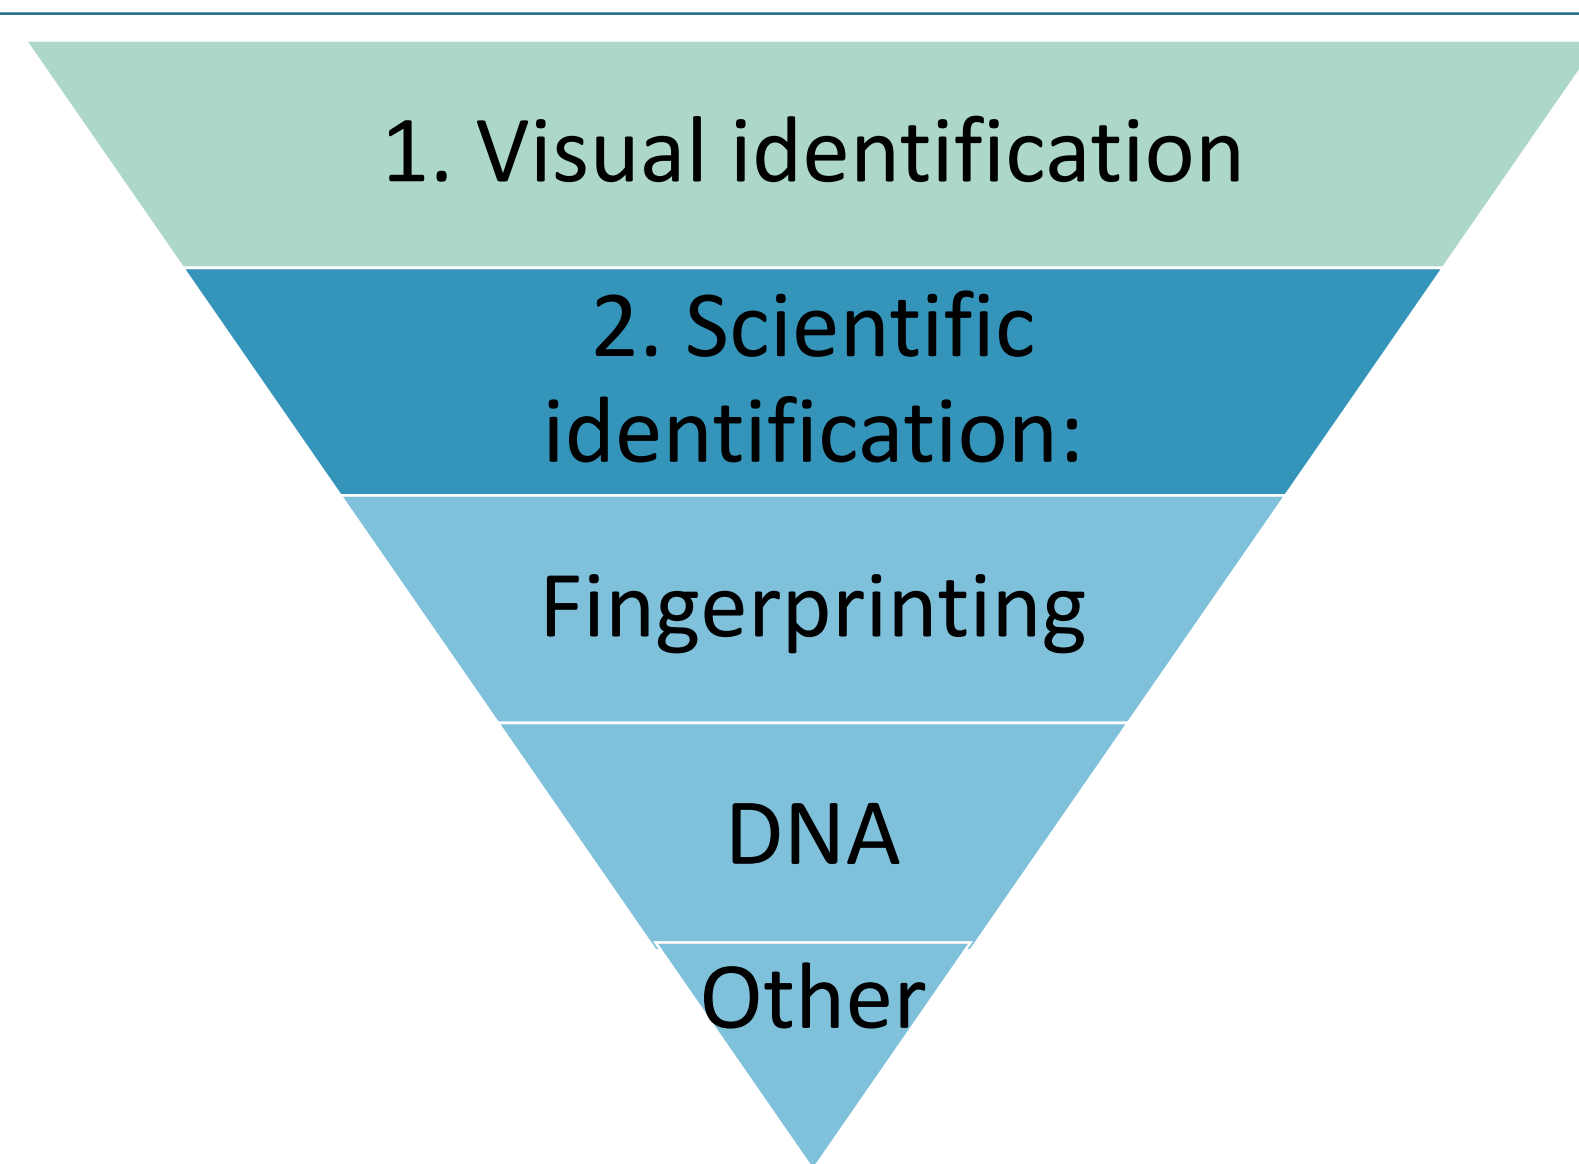 1. Visual identification
2. Scientific
identification:
Fingerprinting
DNA
Other